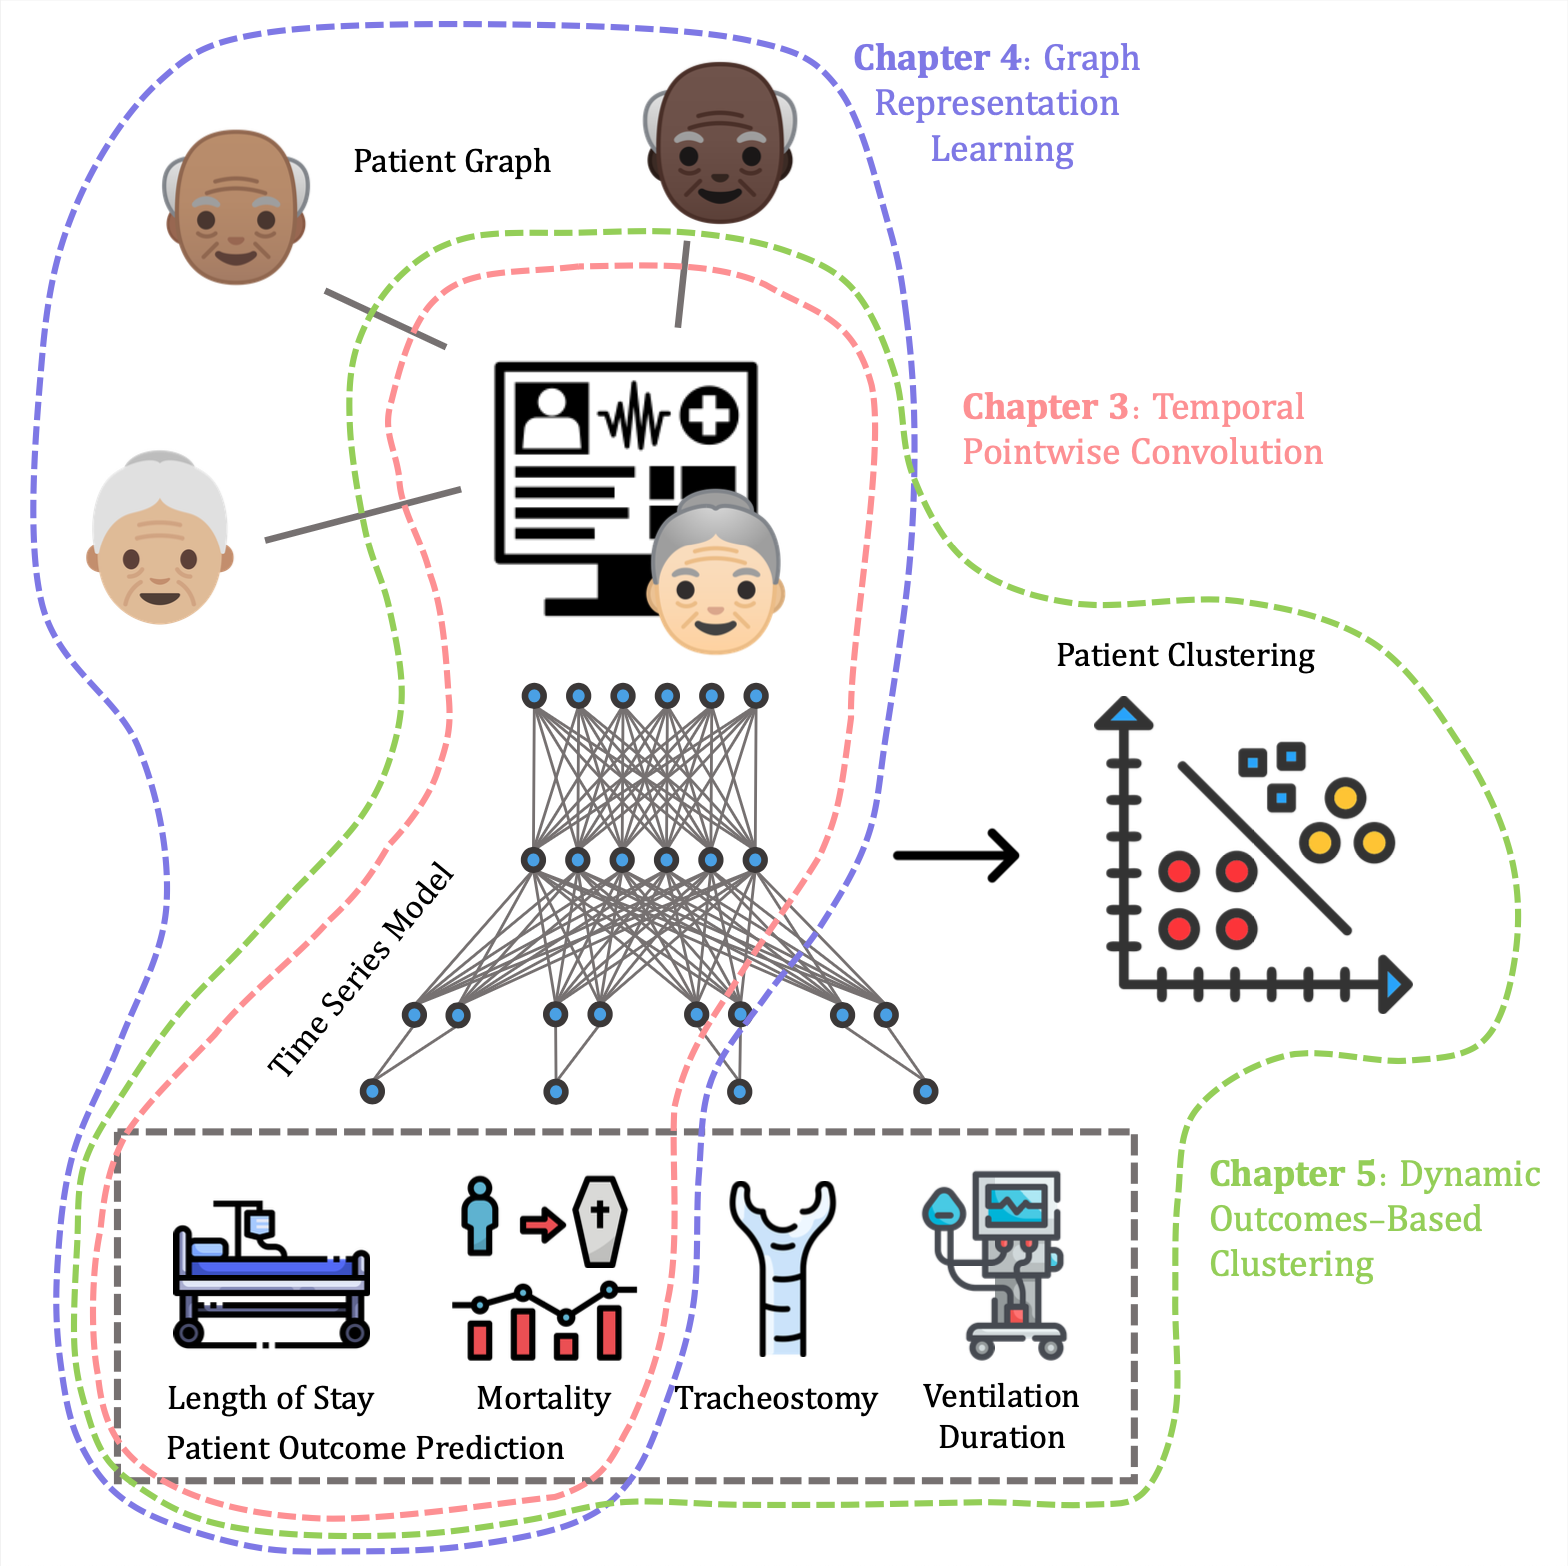 Chapter 4: Graph
Representation
Learning
Patient Graph
Chapter 3: Temporal
Pointwise Convolution
Patient Clustering
Time Series Model
Chapter 5: Dynamic
Outcomes-Based
Clustering
Length of Stay
Mortality
Tracheostomy
Ventilation
Duration
Patient Outcome Prediction